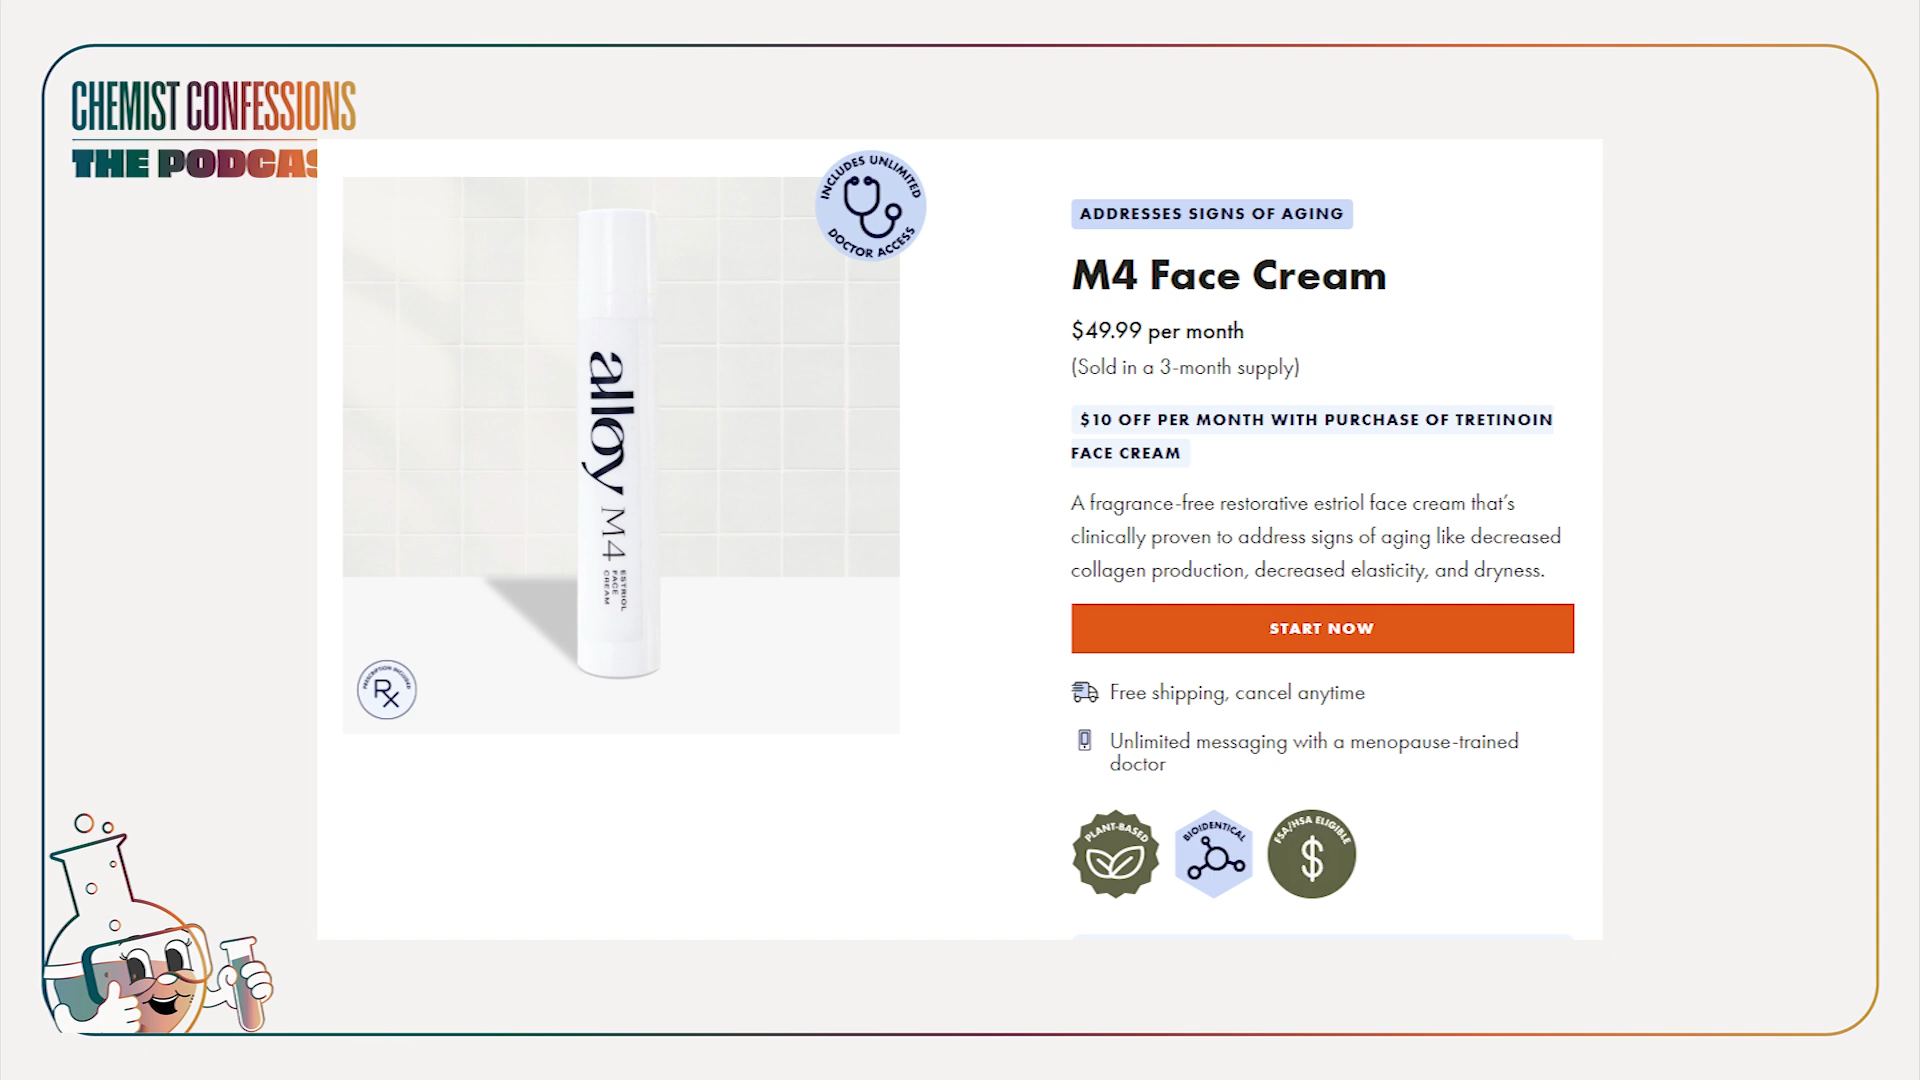 CHEMIST CONFESSIONS
THE PODCAS
INCLUDES UNLIMITED
DOCTOR ACCESS
alloy M4
ESTRIOL
FACE
CREAM
PRESCRIPTION INCLUDED
Rx
ADDRESSES SIGNS OF AGING
M4 Face Cream
$49.99 per month
(Sold in a 3-month supply)
$10 OFF PER MONTH WITH PURCHASE OF TRETINOIN
FACE CREAM
A fragrance-free restorative estriol face cream that’s
clinically proven to address signs of aging like decreased
collagen production, decreased elasticity, and dryness.
START NOW
Free shipping, cancel anytime
Unlimited messaging with a menopause-trained
doctor
PLANT-BASED
BIOIDENTICAL
FSA/HSA ELIGIBLE
$